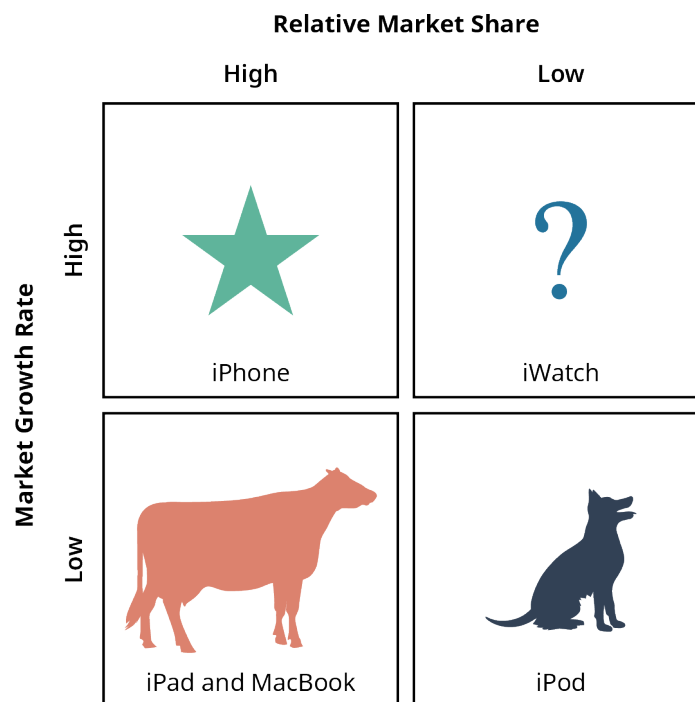 Relative Market Share
High
Low
Market Growth Rate
High
?
iPhone
iWatch
Low
iPad and MacBook
iPod